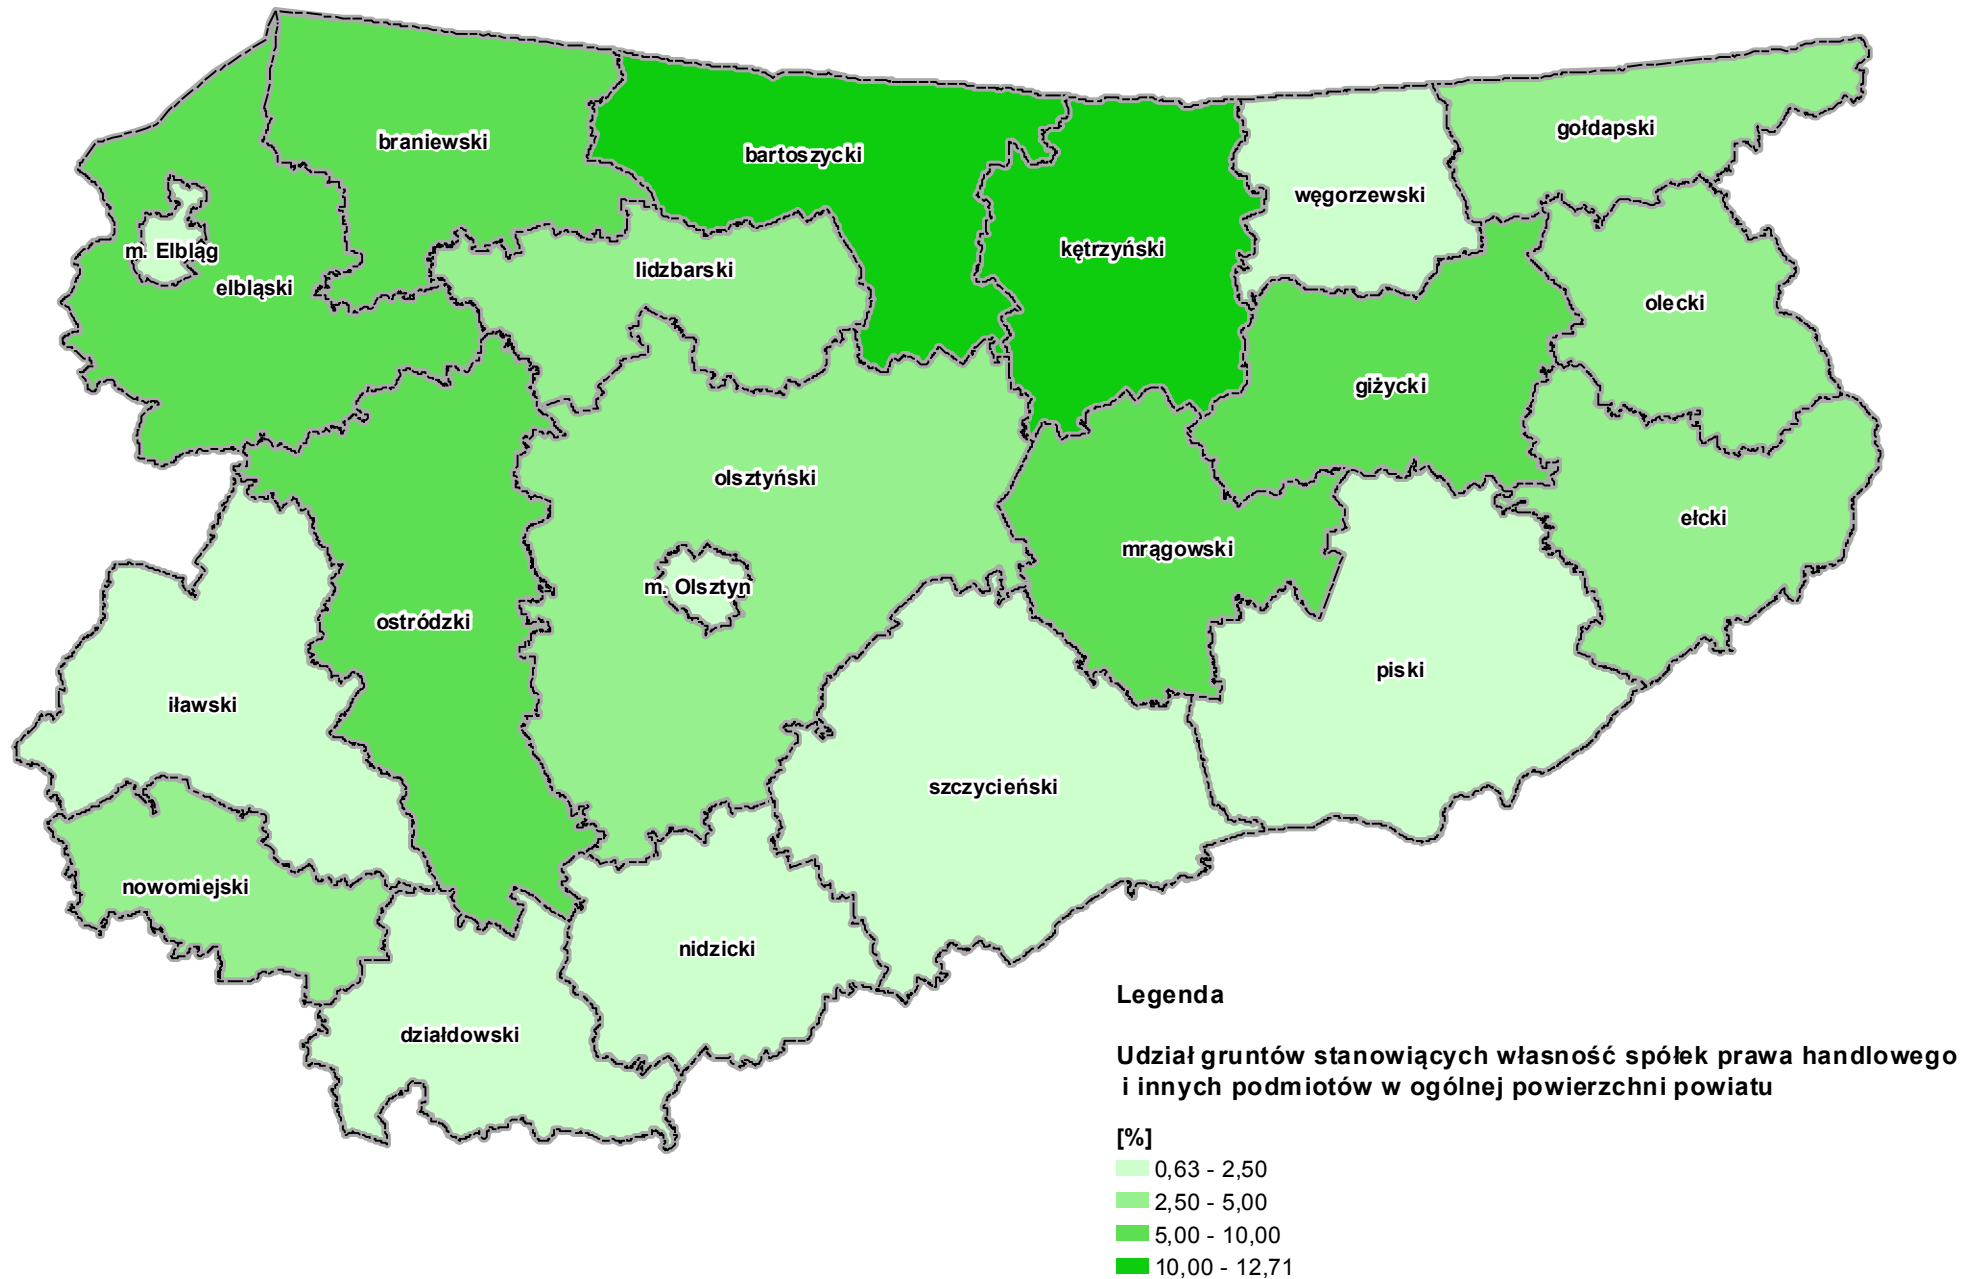 braniewski
bartoszycki
gołdapski
węgorzewski
m. Elbląg
kętrzyński
lidzbarski
elbląski
olecki
giżycki
olsztyński
ełcki
mrągowski
m. Olsztyn
ostródzki
piski
iławski
szczycieński
nowomiejski
nidzicki
działdowski
Legenda
Udział gruntów stanowiących własność spółek prawa handlowego
i innych podmiotów w ogólnej powierzchni powiatu
[%]
0,63 - 2,50
2,50 - 5,00
5,00 - 10,00
10,00 - 12,71